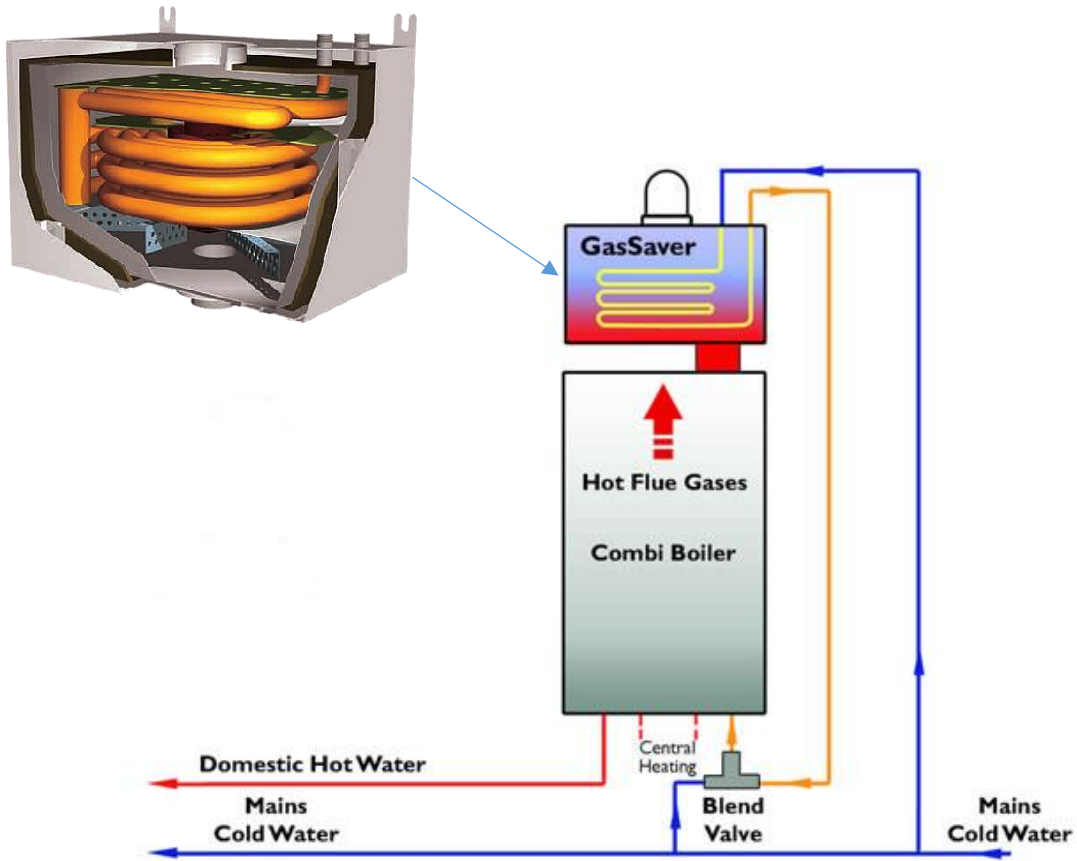 GasSaver
Hot Flue Gases
Combi Boiler
Central
Heating
Domestic Hot Water
Mains
Cold Water
Blend
Valve
Mains
Cold Water